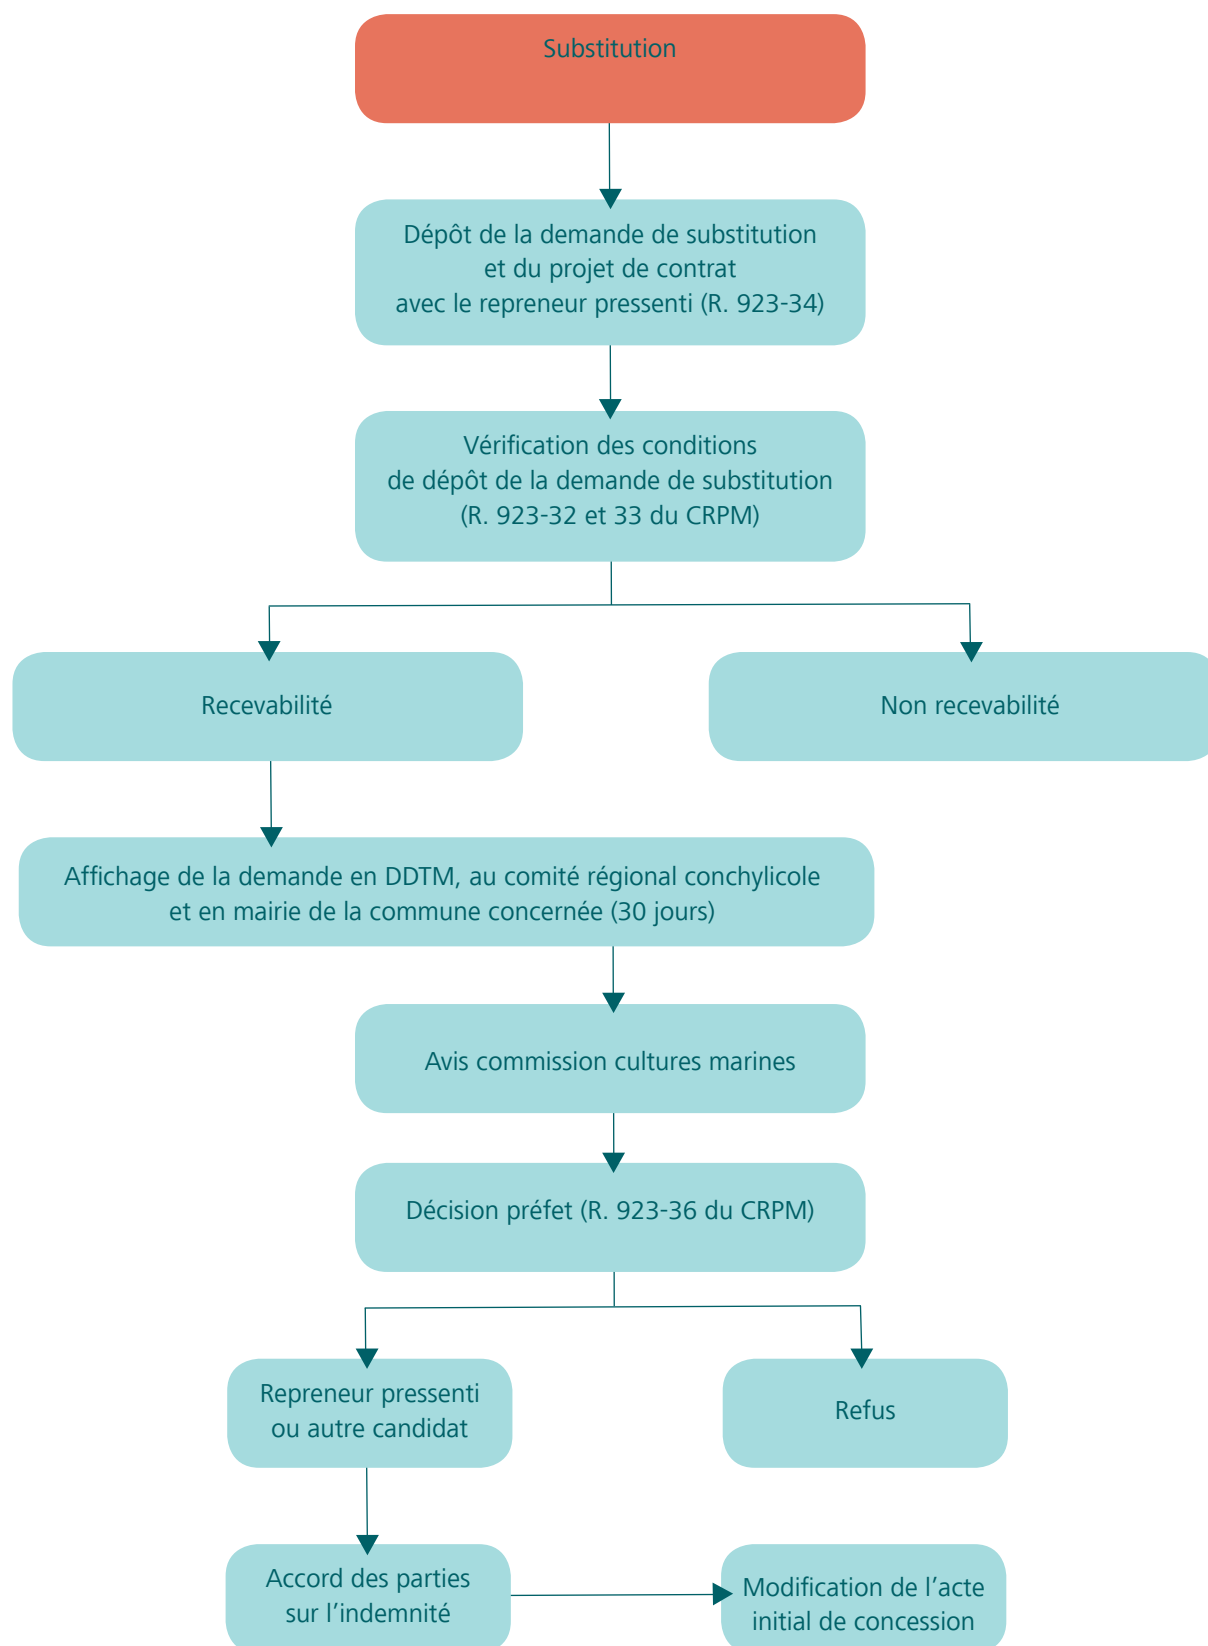 Substitution
Dépôt de la demande de substitution
et du projet de contrat
avec le repreneur pressenti (R. 923-34)
Vérification des conditions
de dépôt de la demande de substitution
(R. 923-32 et 33 du CRPM)
Recevabilité
Non recevabilité
Affichage de la demande en DDTM, au comité régional conchylicole
et en mairie de la commune concernée (30 jours)
Avis commission cultures marines
Décision préfet (R. 923-36 du CRPM)
Repreneur pressenti
ou autre candidat
Refus
Accord des parties
sur l’indemnité
Modification de l’acte
initial de concession